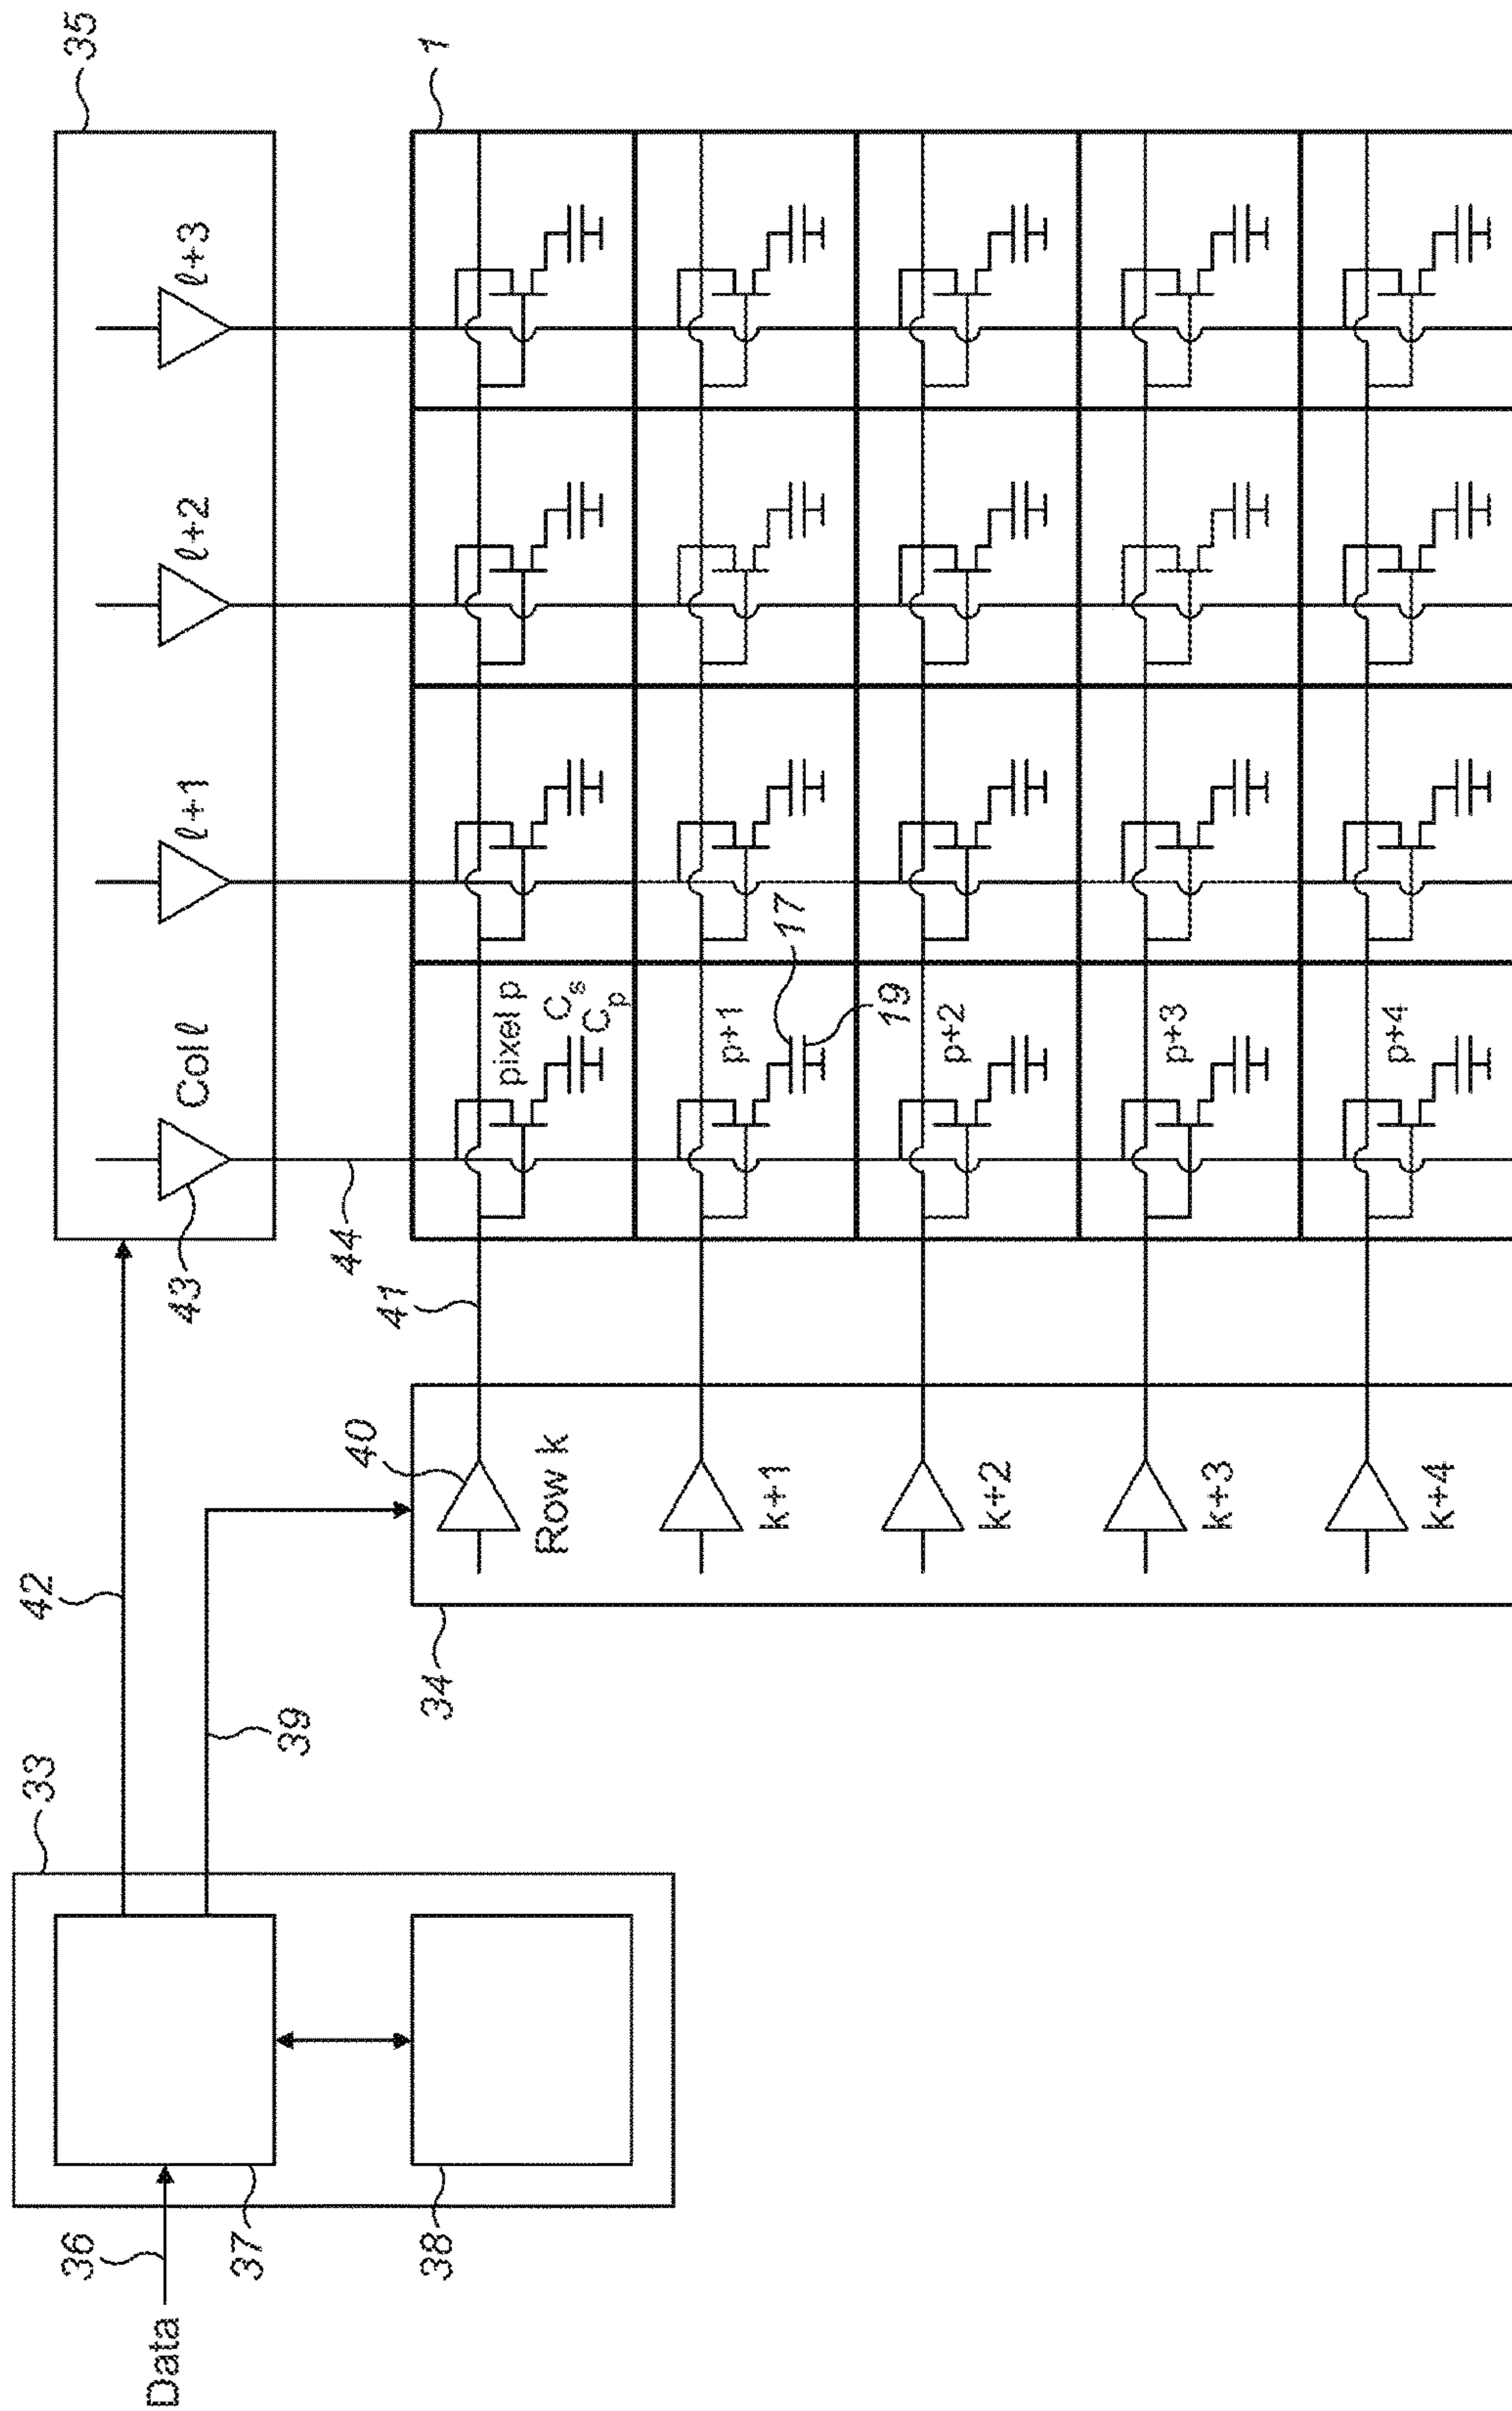 35
1
ℓ+3
ℓ+2
ℓ+1
Col ℓ
43
44
42
39
33
36
Data
37
38
34
40
41
Row k
k+1
k+2
k+3
k+4
pixel p
Cs
Cp
p+1
17
19
p+2
p+3
p+4